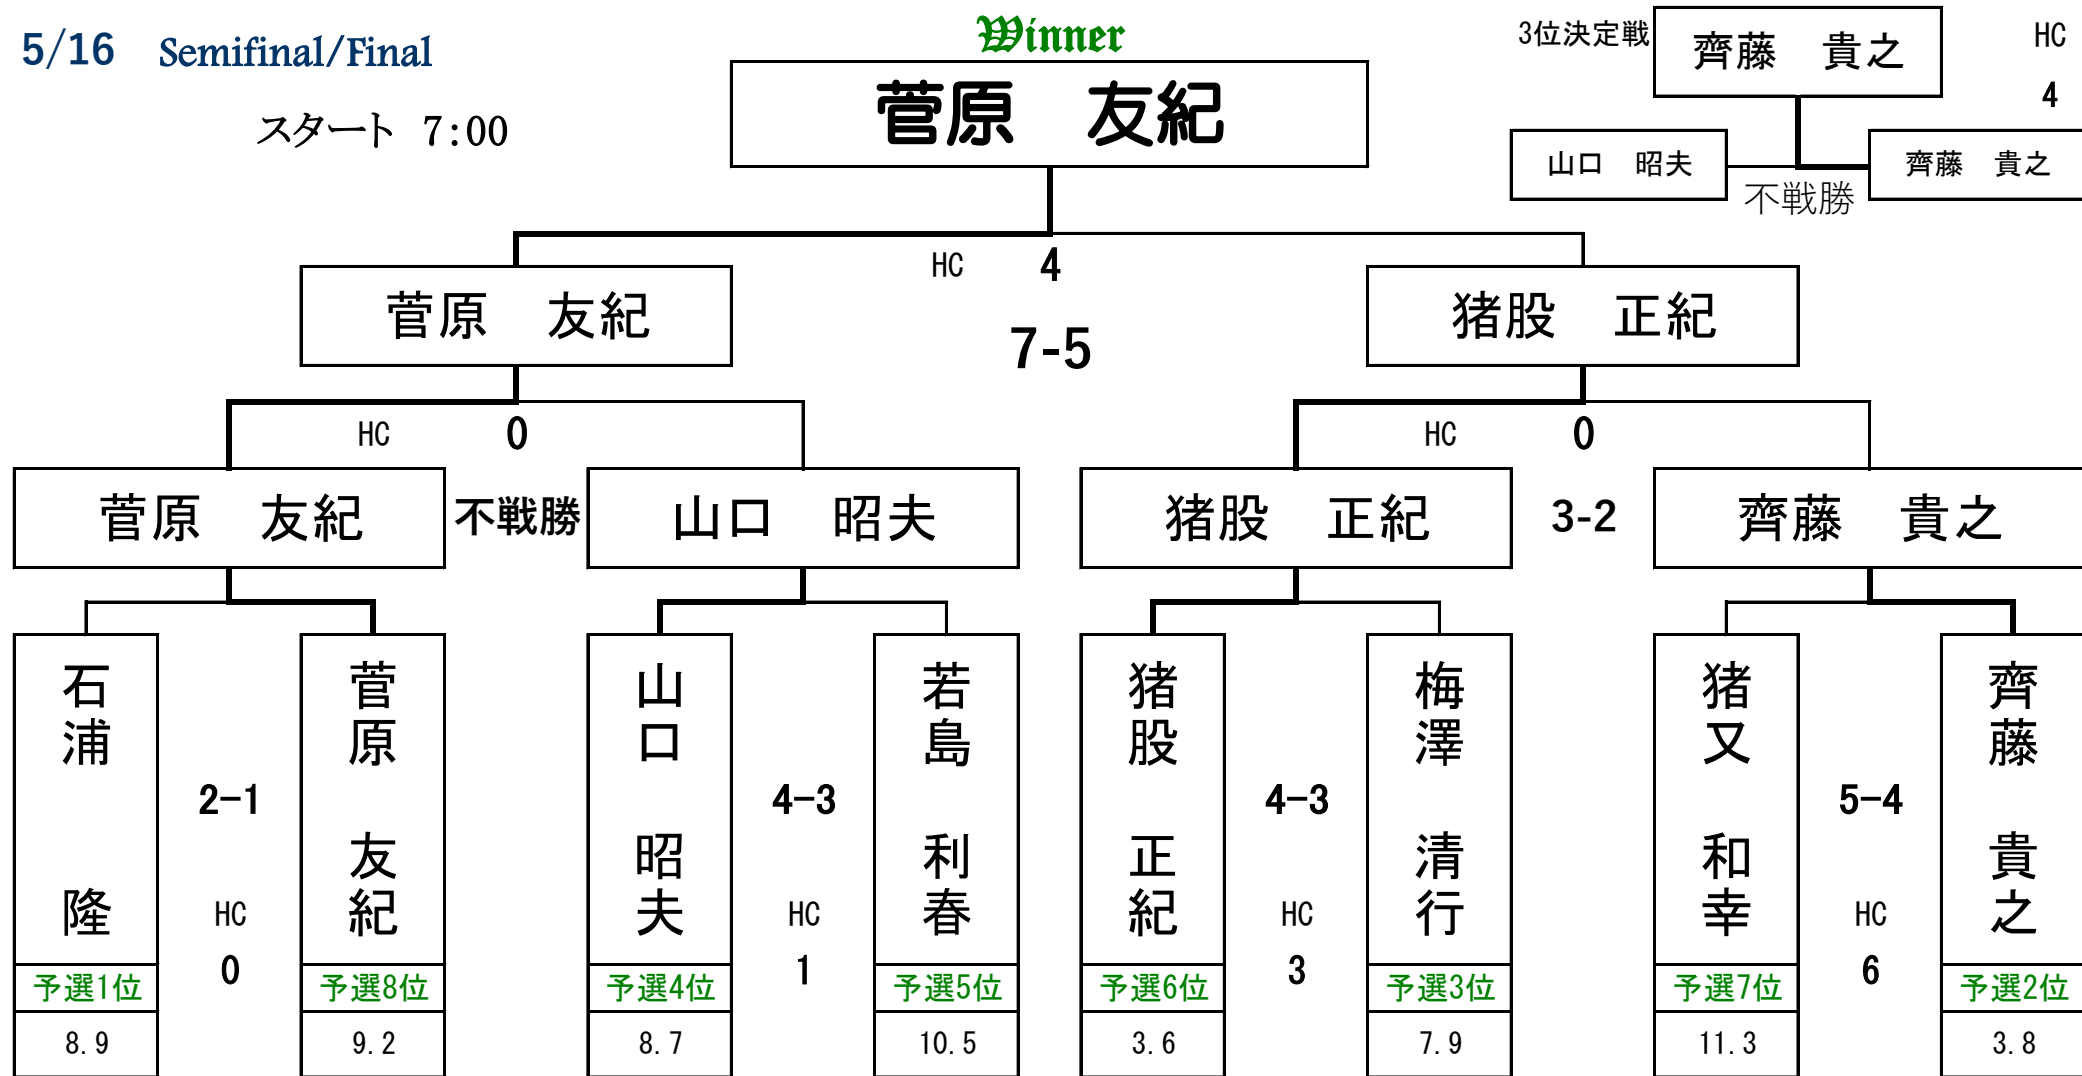 5/16 Semifinal/Final
スタート 7:00
Winner
菅原 友紀
3位決定戦
齊藤 貴之
HC
4
山口 昭夫
不戦勝
齊藤 貴之
HC 4
菅原 友紀
7-5
猪股 正紀
HC 0
HC 0
菅原 友紀
不戦勝
山口 昭夫
猪股 正紀
3-2
齊藤 貴之
石浦 隆
2-1
HC
0
菅原 友紀
山口 昭夫
4-3
HC
1
若島 利春
猪股 正紀
4-3
HC
3
梅澤 清行
猪又 和幸
5-4
HC
6
齊藤 貴之
予選1位
予選8位
予選4位
予選5位
予選6位
予選3位
予選7位
予選2位
8.9
9.2
8.7
10.5
3.6
7.9
11.3
3.8